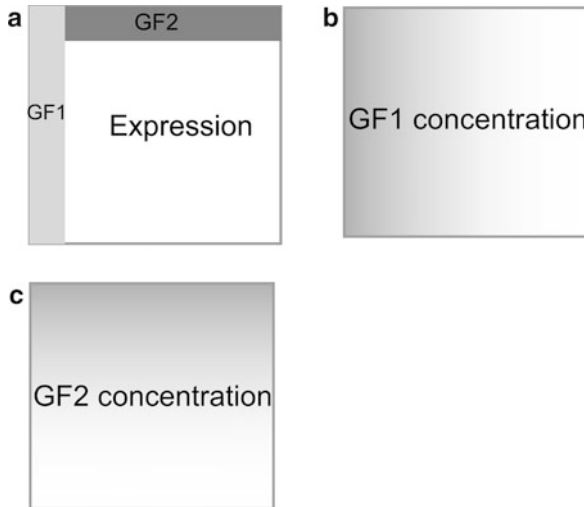 a
GF2
GF1
Expression
b
GF1 concentration
c
GF2 concentration